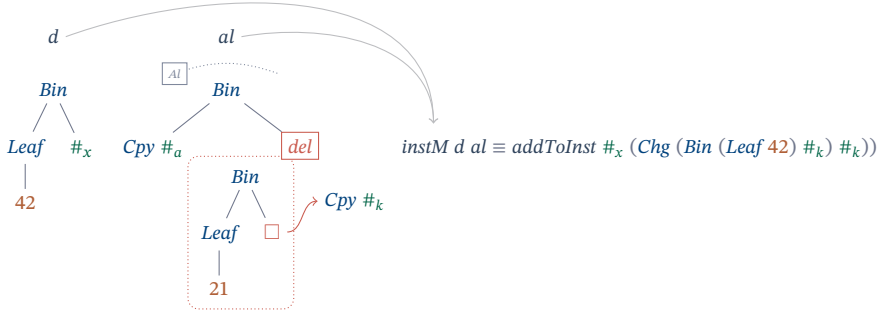 d al
Al
Bin Bin
Leaf #x Cpy #a del instM d al ≡ addToInst #x (Chg (Bin (Leaf 42) #k) #k))
42 Bin
Cpy #k
Leaf □
21